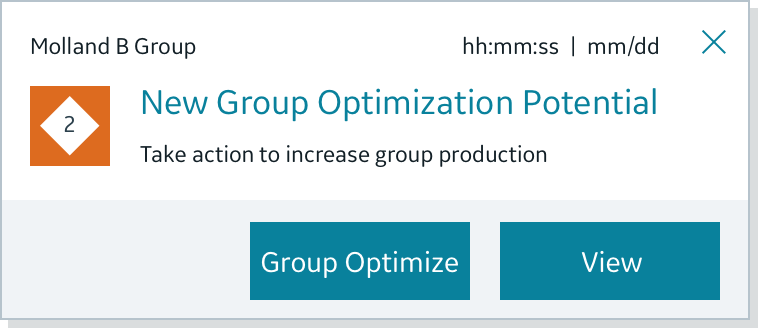 Molland B Group hh:mm:ss | mm/dd
New Group Optimization Potential
2
Take action to increase group production
Group Optimize View